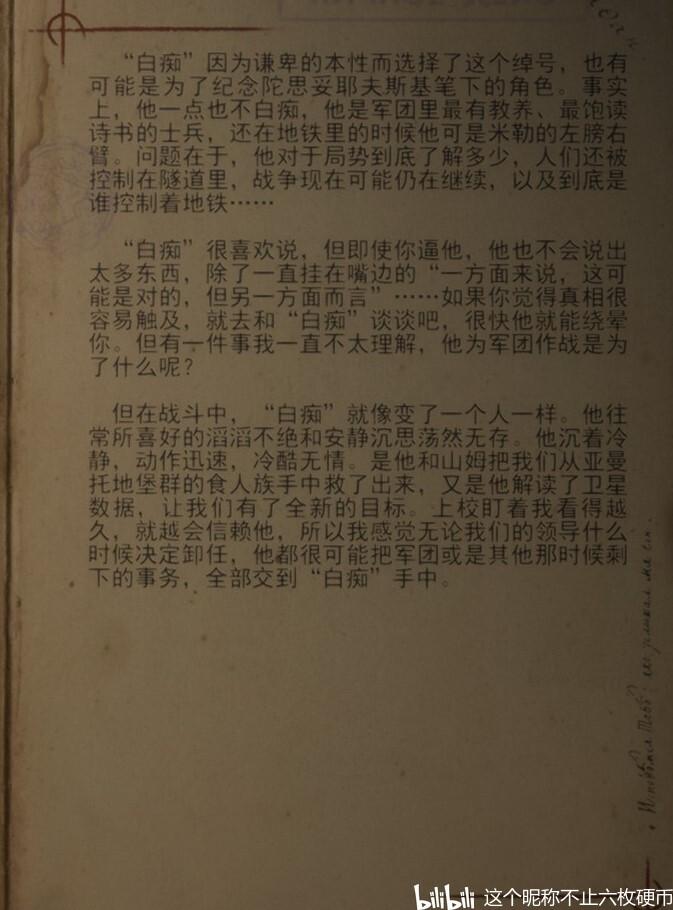 “白痴”因为谦卑的本性而选择了这个绰号，也有
可能是为了纪念陀思妥耶夫斯基笔下的角色。事实
上，他一点也不白痴，他是军团里最有教养、最饱读
诗书的士兵，还在地铁里的时候他可是米勒的左膀右
臂。问题在于，他对于局势到底了解多少，人们还被
控制在隧道里，战争现在可能仍在继续，以及到底是
谁控制着地铁……
“白痴”很喜欢说，但即使你逼他，他也不会说出
太多东西，除了一直挂在嘴边的“一方面来说，这可
能是对的，但另一方面而言”……如果你觉得真相很
容易触及，就去和“白痴”谈谈吧，很快他就能绕晕
你。但有一件事我一直不太理解，他为军团作战是为
了什么呢？
但在战斗中，“白痴”就像变了一个人一样。他往
常所喜好的滔滔不绝和安静沉思荡然无存。他沉着冷
静，动作迅速，冷酷无情。是他和山姆把我们从亚曼
托地堡群的食人族手中救了出来，又是他解读了卫星
数据，让我们有了全新的目标。上校盯着我看得越
久，就越会信赖他，所以我感觉无论我们的领导什么
时候决定卸任，他都很可能把军团或是其他那时候剩
下的事务，全部交到“白痴”手中。
bilibili 这个昵称不止六枚硬币